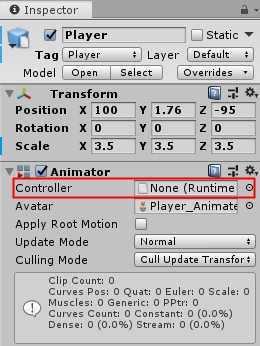 Inspector
Player
Static
Tag Player Layer Default
Model Open Select Overrides
Transform
Position X 100 Y 1.76 Z -95
Rotation X 0 Y 0 Z 0
Scale X 3.5 Y 3.5 Z 3.5
Animator
Controller None (Runtime
Avatar Player_Animate
Apply Root Motion
Update Mode Normal
Culling Mode Cull Update Transfor
Clip Count: 0
Curves Pos: 0 Quat: 0 Euler: 0 Scale: 0
Muscles: 0 Generic: 0 PPtr: 0
Curves Count: 0 Constant: 0 (0.0%)
Dense: 0 (0.0%) Stream: 0 (0.0%)